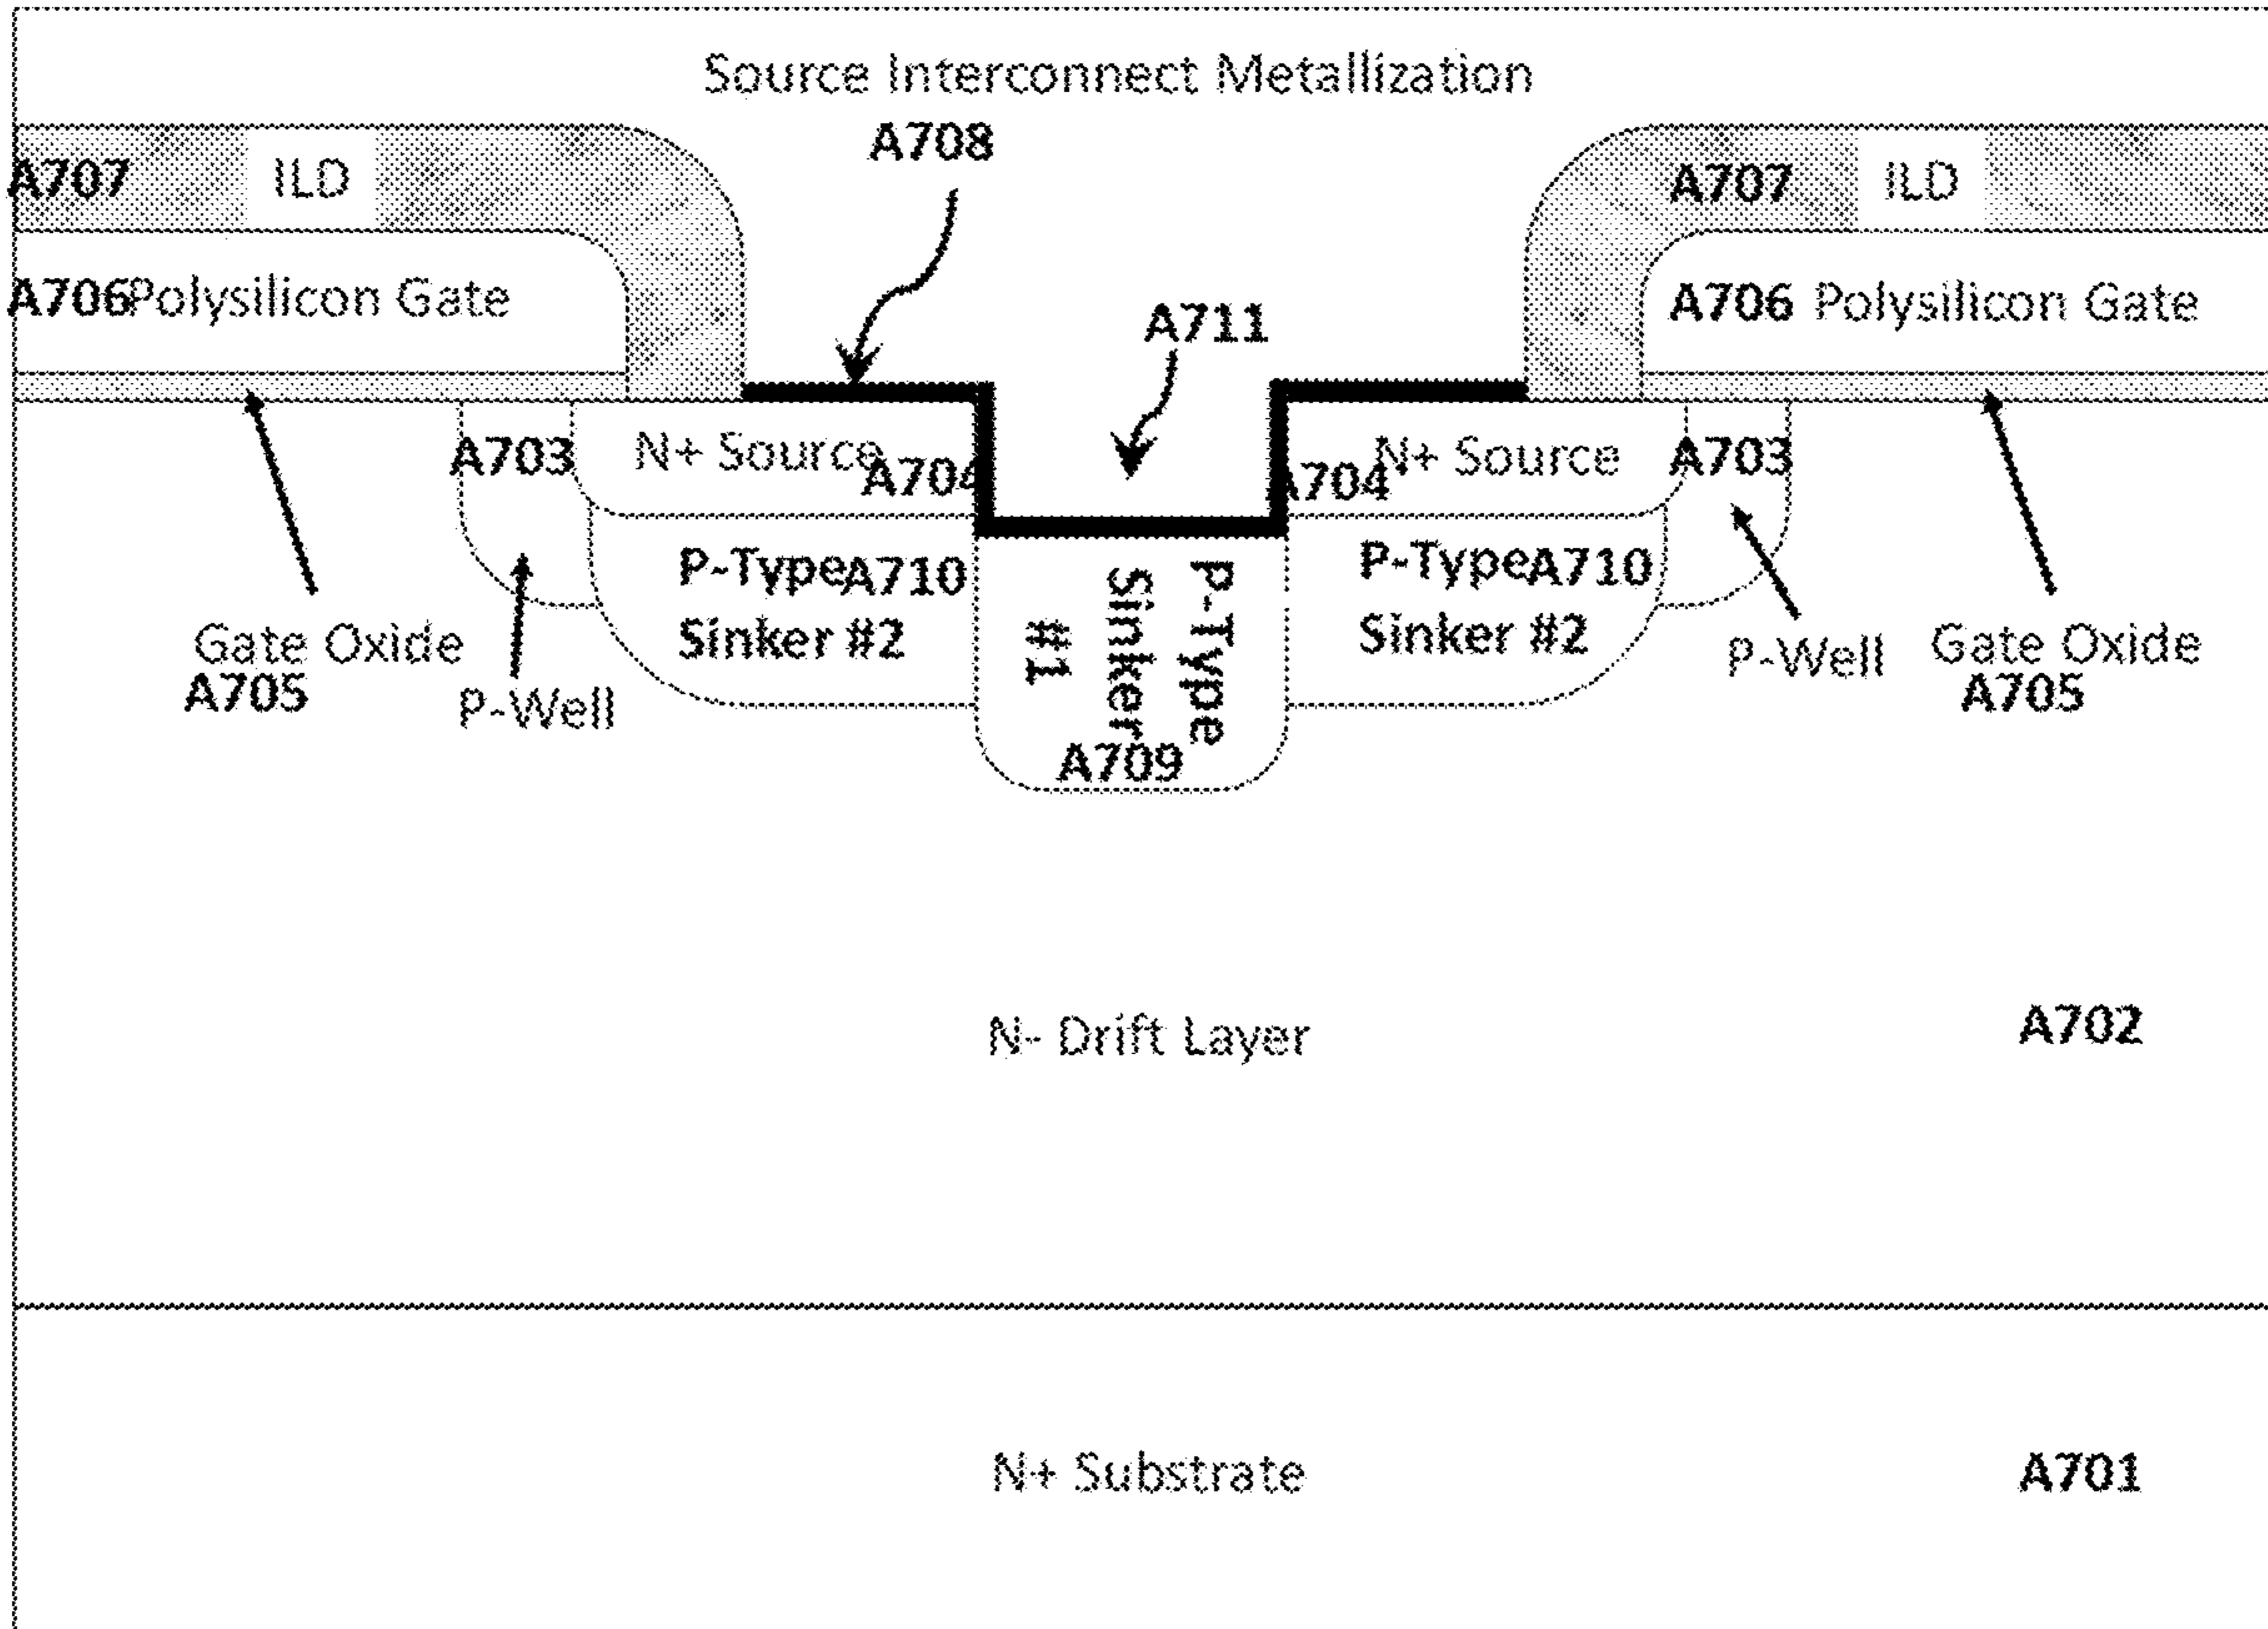 Source Interconnect Metallization
A708
A707 ILD
A707 ILD
A706 Polysilicon Gate
A706 Polysilicon Gate
A711
A703
N+ Source
A704
A704
N+ Source
A703
P-Type A710
Sinker #2
P-Type
Sinker
#1
A709
P-Type A710
Sinker #2
Gate Oxide
A705
P-Well
P-Well
Gate Oxide
A705
N- Drift Layer
A702
N+ Substrate
A701